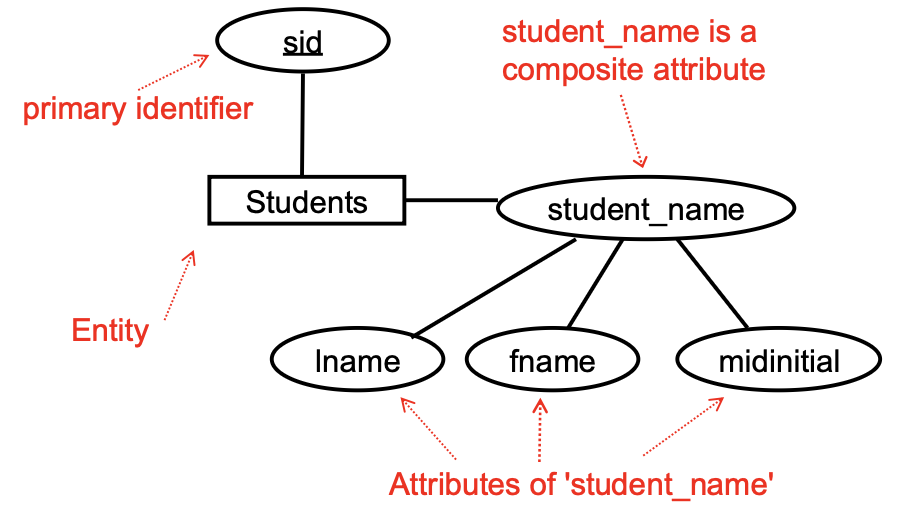 sid
student_name is a
composite attribute
primary identifier
Students
student_name
Entity
lname
fname
midinitial
Attributes of 'student_name'